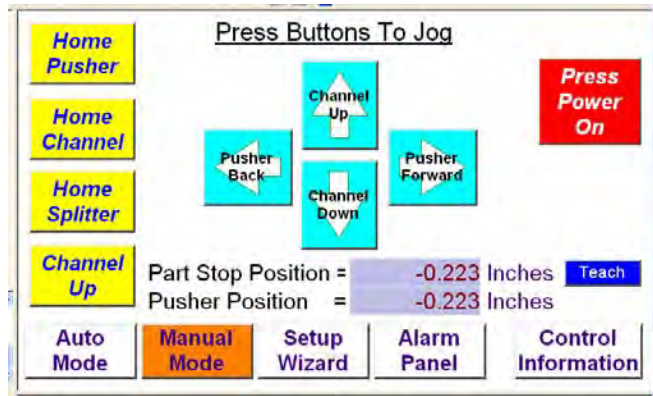 Press Buttons To Jog
Home
Pusher
Home
Channel
Home
Splitter
Channel
Up
Channel
Up
Pusher
Back
Pusher
Forward
Channel
Down
Press
Power
On
Part Stop Position = -0.223 Inches Teach
Pusher Position = -0.223 Inches
Auto
Mode
Manual
Mode
Setup
Wizard
Alarm
Panel
Control
Information